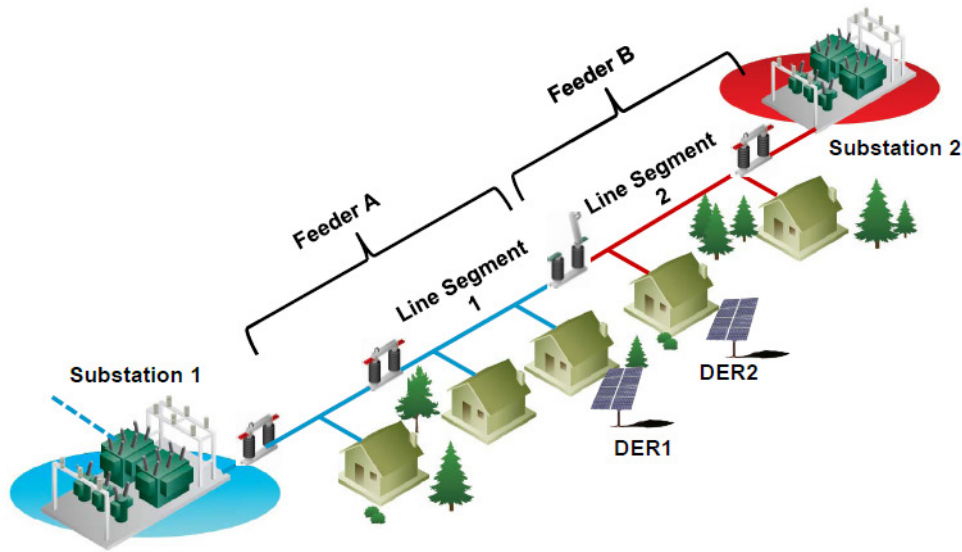 Feeder B
Substation 2
Line Segment
2
Feeder A
Line Segment
1
Substation 1
DER2
DER1